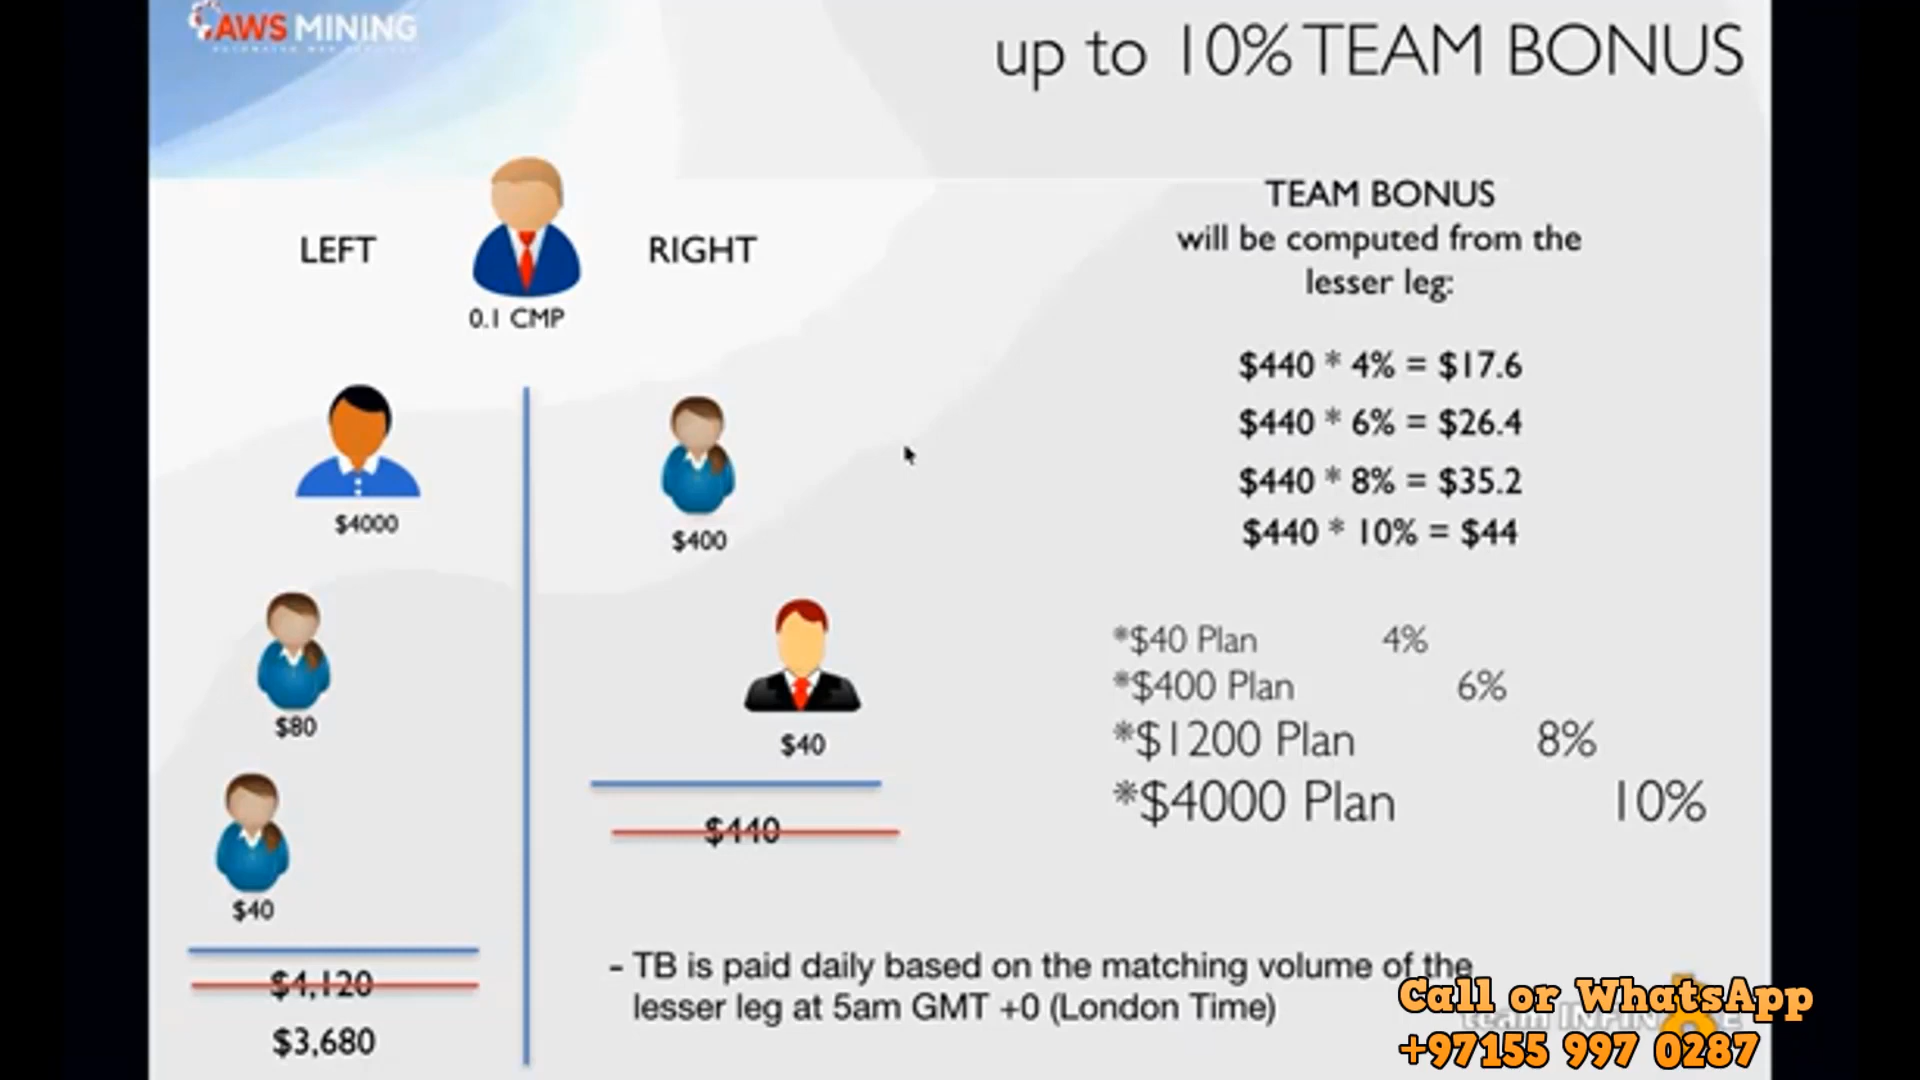 AWS MINING
up to 10% TEAM BONUS
LEFT
RIGHT
0.1 CMP
$4000
$400
$80
$40
$40
$440
$4,120
$3,680
TEAM BONUS
will be computed from the
lesser leg:
$440 * 4% = $17.6
$440 * 6% = $26.4
$440 * 8% = $35.2
$440 * 10% = $44
*$40 Plan 4%
*$400 Plan 6%
*$1200 Plan 8%
*$4000 Plan 10%
- TB is paid daily based on the matching volume of the
lesser leg at 5am GMT +0 (London Time)
Call or WhatsApp
+97155 997 0287